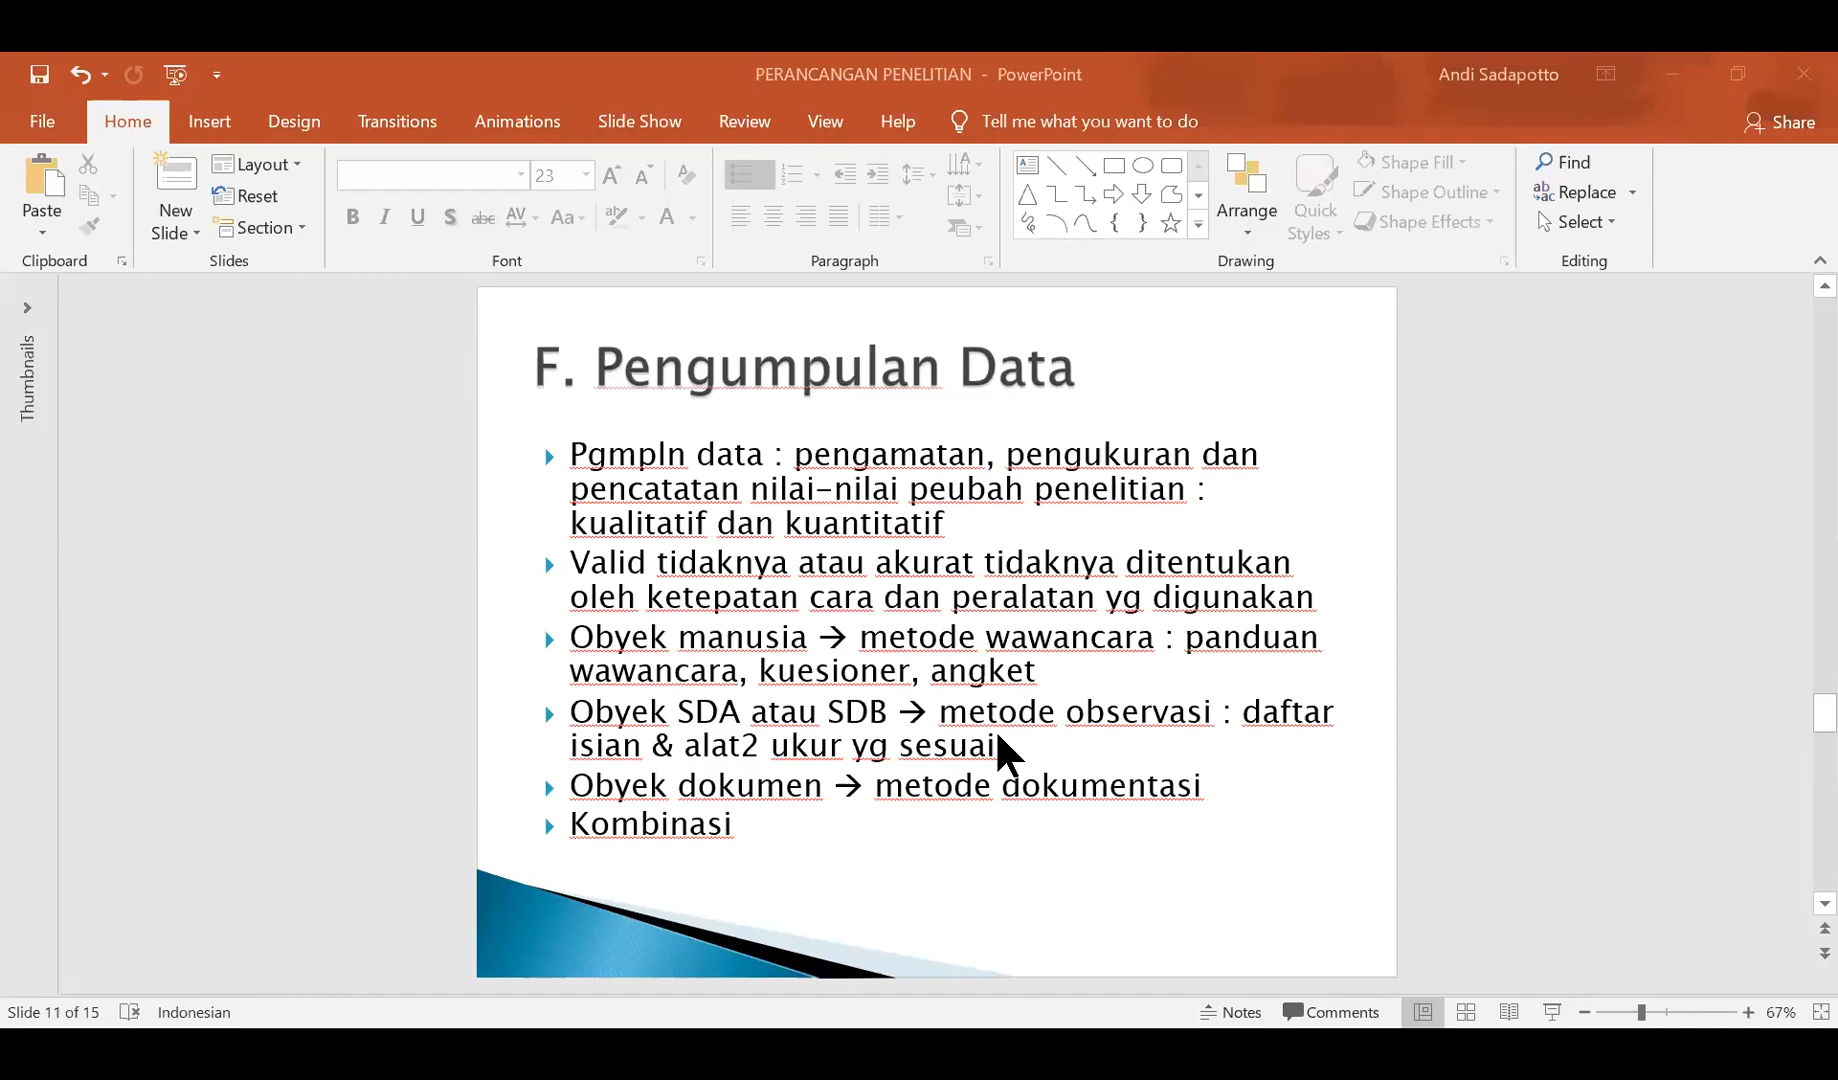 PERANCANGAN PENELITIAN - PowerPoint
Andi Sadapotto
File Home Insert Design Transitions Animations Slide Show Review View Help Tell me what you want to do Share
Paste
Clipboard
New Slide
Layout
Reset
Section
Slides
23
B I U S abc AV Aa A
Font
Paragraph
Arrange
Quick Styles
Shape Fill
Shape Outline
Shape Effects
Drawing
Find
Replace
Select
Editing
Thumbnails
F. Pengumpulan Data
Pgmpln data : pengamatan, pengukuran dan
pencatatan nilai-nilai peubah penelitian :
kualitatif dan kuantitatif
Valid tidaknya atau akurat tidaknya ditentukan
oleh ketepatan cara dan peralatan yg digunakan
Obyek manusia → metode wawancara : panduan
wawancara, kuesioner, angket
Obyek SDA atau SDB → metode observasi : daftar
isian & alat2 ukur yg sesuai
Obyek dokumen → metode dokumentasi
Kombinasi
Slide 11 of 15 Indonesian Notes Comments 67%